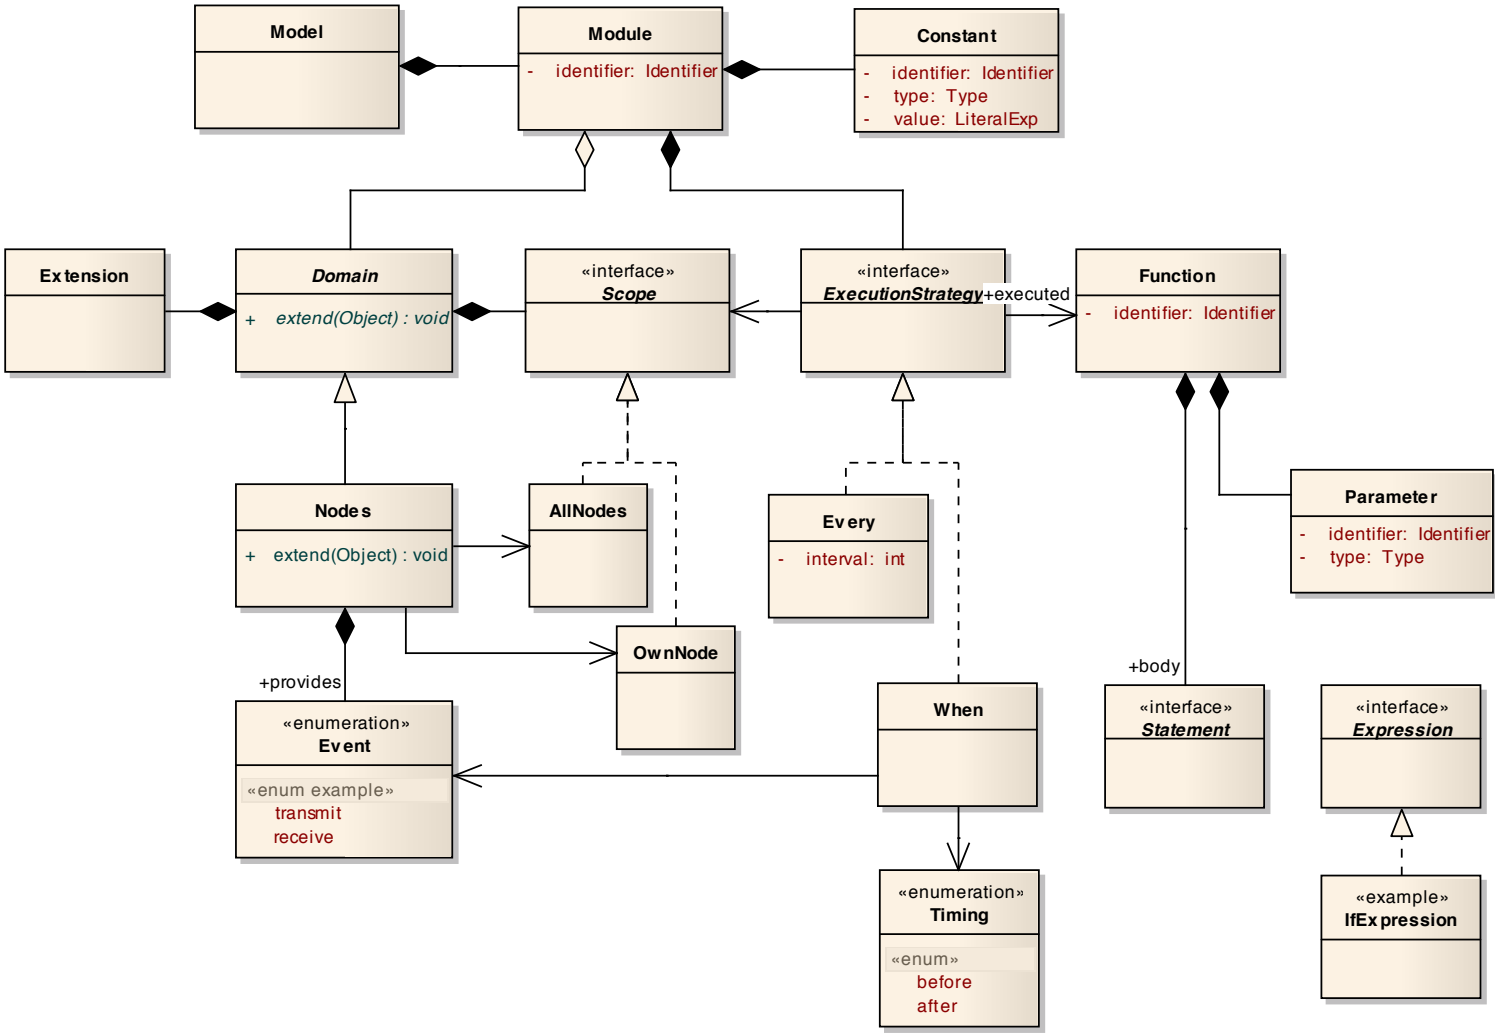 Model
Module
- identifier: Identifier
Constant
- identifier: Identifier
- type: Type
- value: LiteralExp
Extension
Domain
+ extend(Object) : void
«interface»
Scope
«interface»
ExecutionStrategy
+executed
Function
- identifier: Identifier
Nodes
+ extend(Object) : void
AllNodes
Every
- interval: int
Parameter
- identifier: Identifier
- type: Type
OwnNode
+provides
+body
«enumeration»
Event
«enum example»
transmit
receive
When
«interface»
Statement
«interface»
Expression
«enumeration»
Timing
«enum»
before
after
«example»
IfExpression